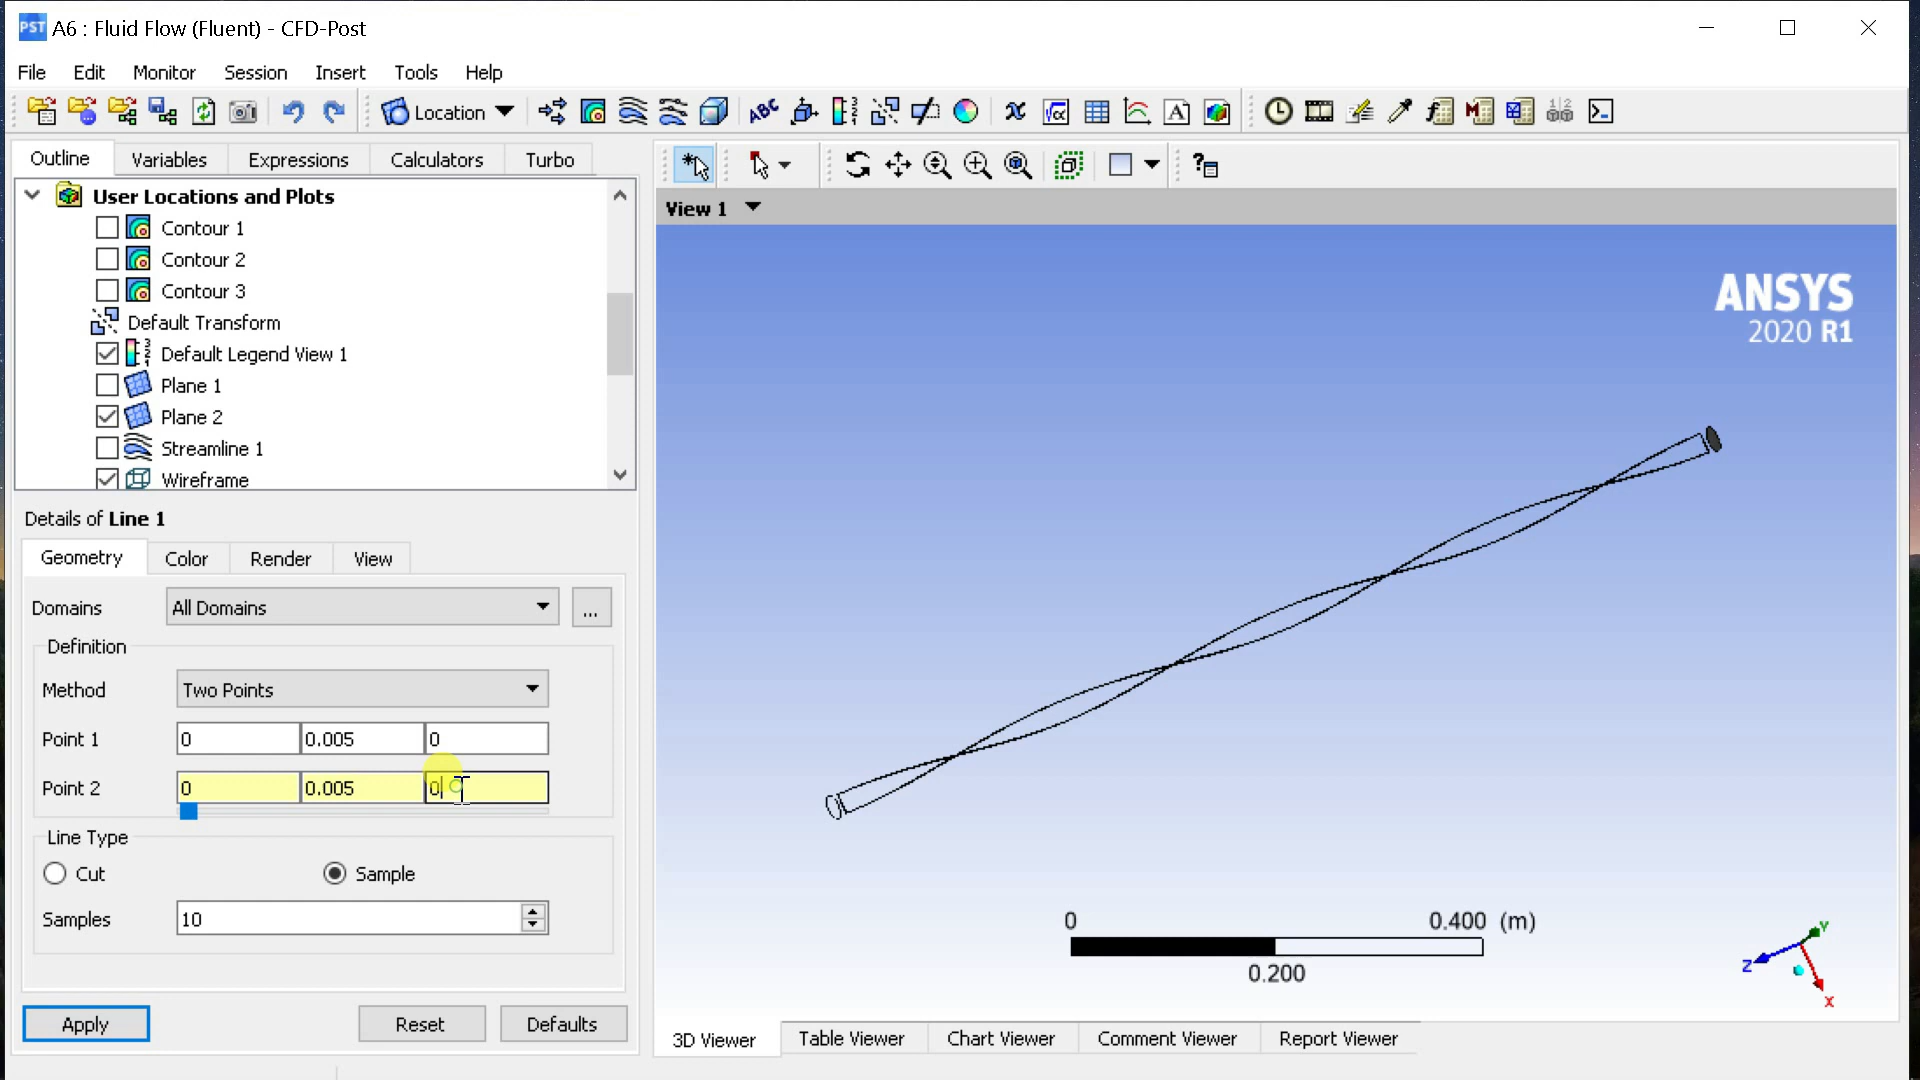 PST A6 : Fluid Flow (Fluent) - CFD-Post
File Edit Monitor Session Insert Tools Help
Location
Outline Variables Expressions Calculators Turbo
User Locations and Plots
Contour 1
Contour 2
Contour 3
Default Transform
Default Legend View 1
Plane 1
Plane 2
Streamline 1
Wireframe
Details of Line 1
Geometry Color Render View
Domains All Domains ...
Definition
Method Two Points
Point 1 0 0.005 0
Point 2 0 0.005 0
Line Type
Cut Sample
Samples 10
Apply Reset Defaults
View 1
ANSYS
2020 R1
0 0.400 (m)
0.200
Y
Z
X
3D Viewer Table Viewer Chart Viewer Comment Viewer Report Viewer